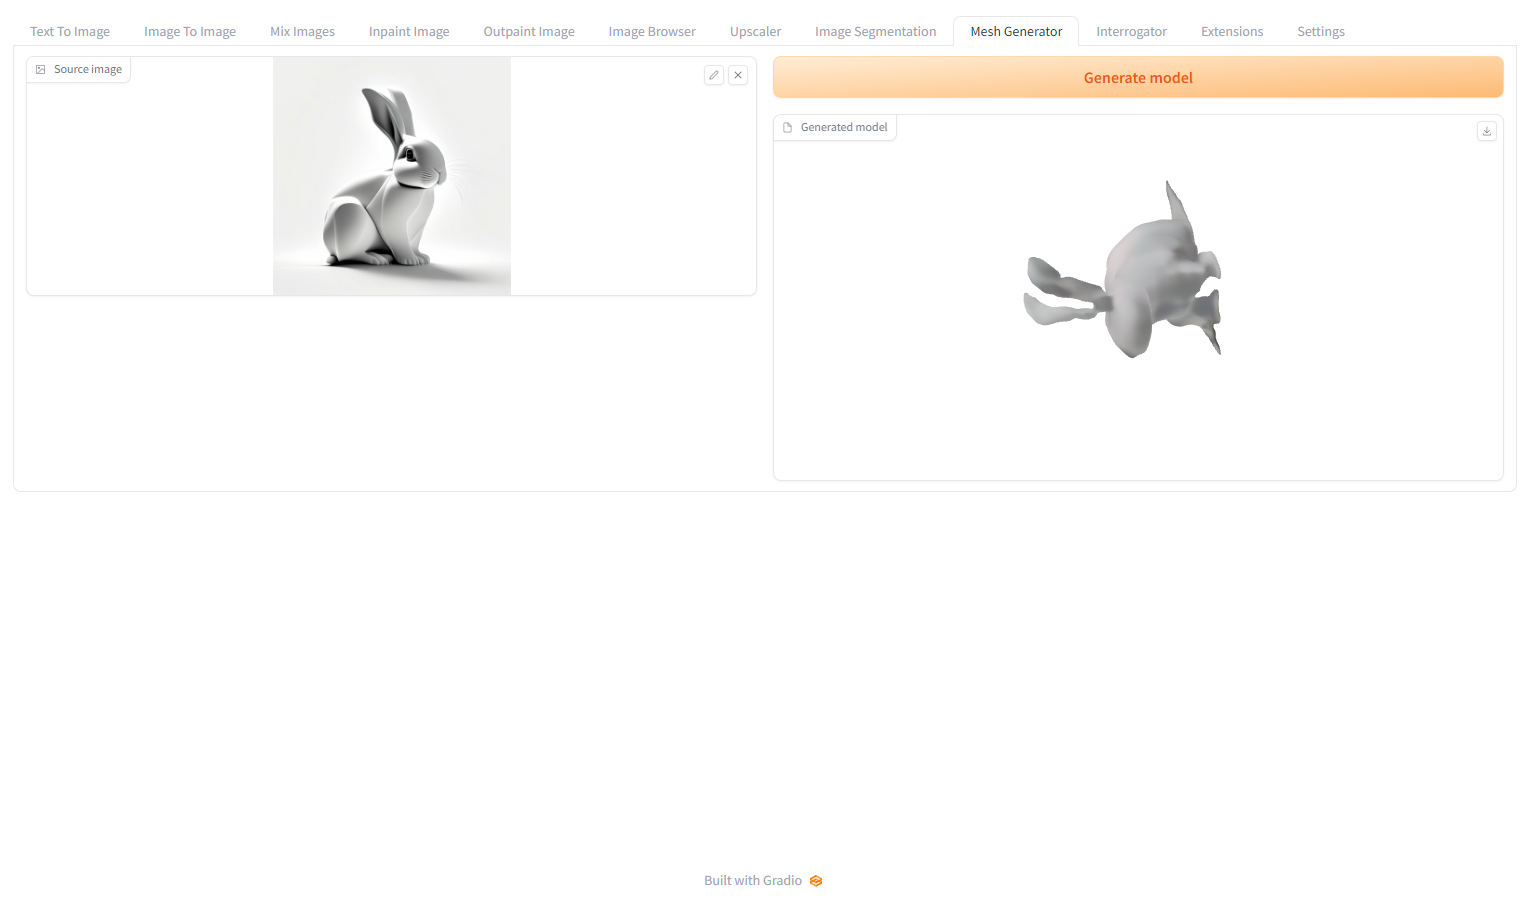 Text To Image
Image To Image
Mix Images
Inpaint Image
Outpaint Image
Image Browser
Upscaler
Image Segmentation
Mesh Generator
Interrogator
Extensions
Settings
Source image
Generate model
Generated model
Built with Gradio